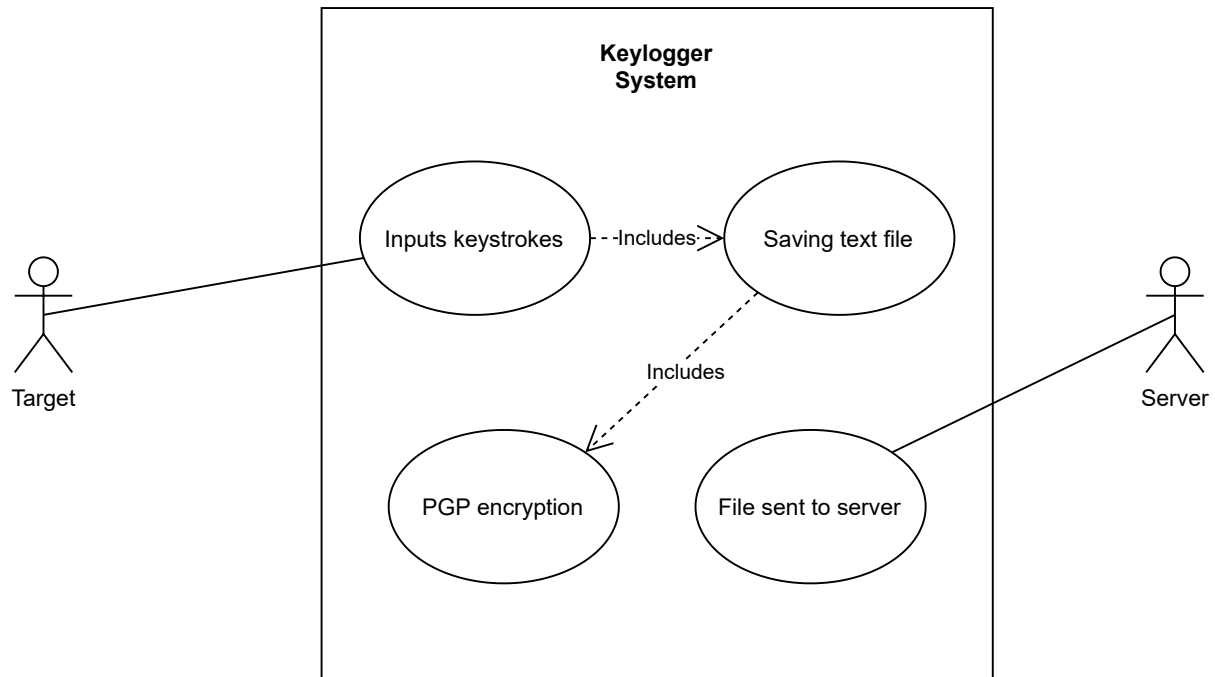 Keylogger
System
Inputs keystrokes
Includes
Saving text file
Includes
Target
Server
PGP encryption
File sent to server